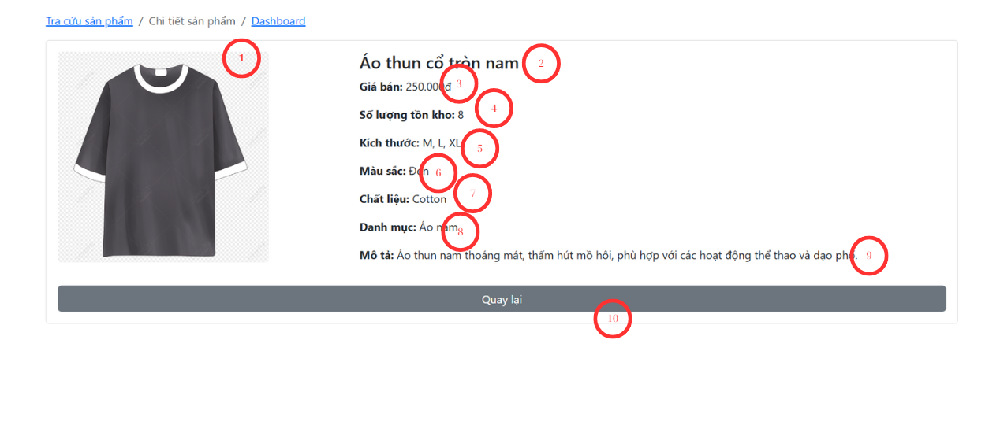 Tra cứu sản phẩm / Chi tiết sản phẩm / Dashboard
1
Áo thun cổ tròn nam 2
Giá bán: 250.000đ 3
Số lượng tồn kho: 8 4
Kích thước: M, L, XL 5
Màu sắc: Đen 6
Chất liệu: Cotton 7
Danh mục: Áo nam 8
Mô tả: Áo thun nam thoáng mát, thấm hút mồ hôi, phù hợp với các hoạt động thể thao và dạo phố. 9
Quay lại
10